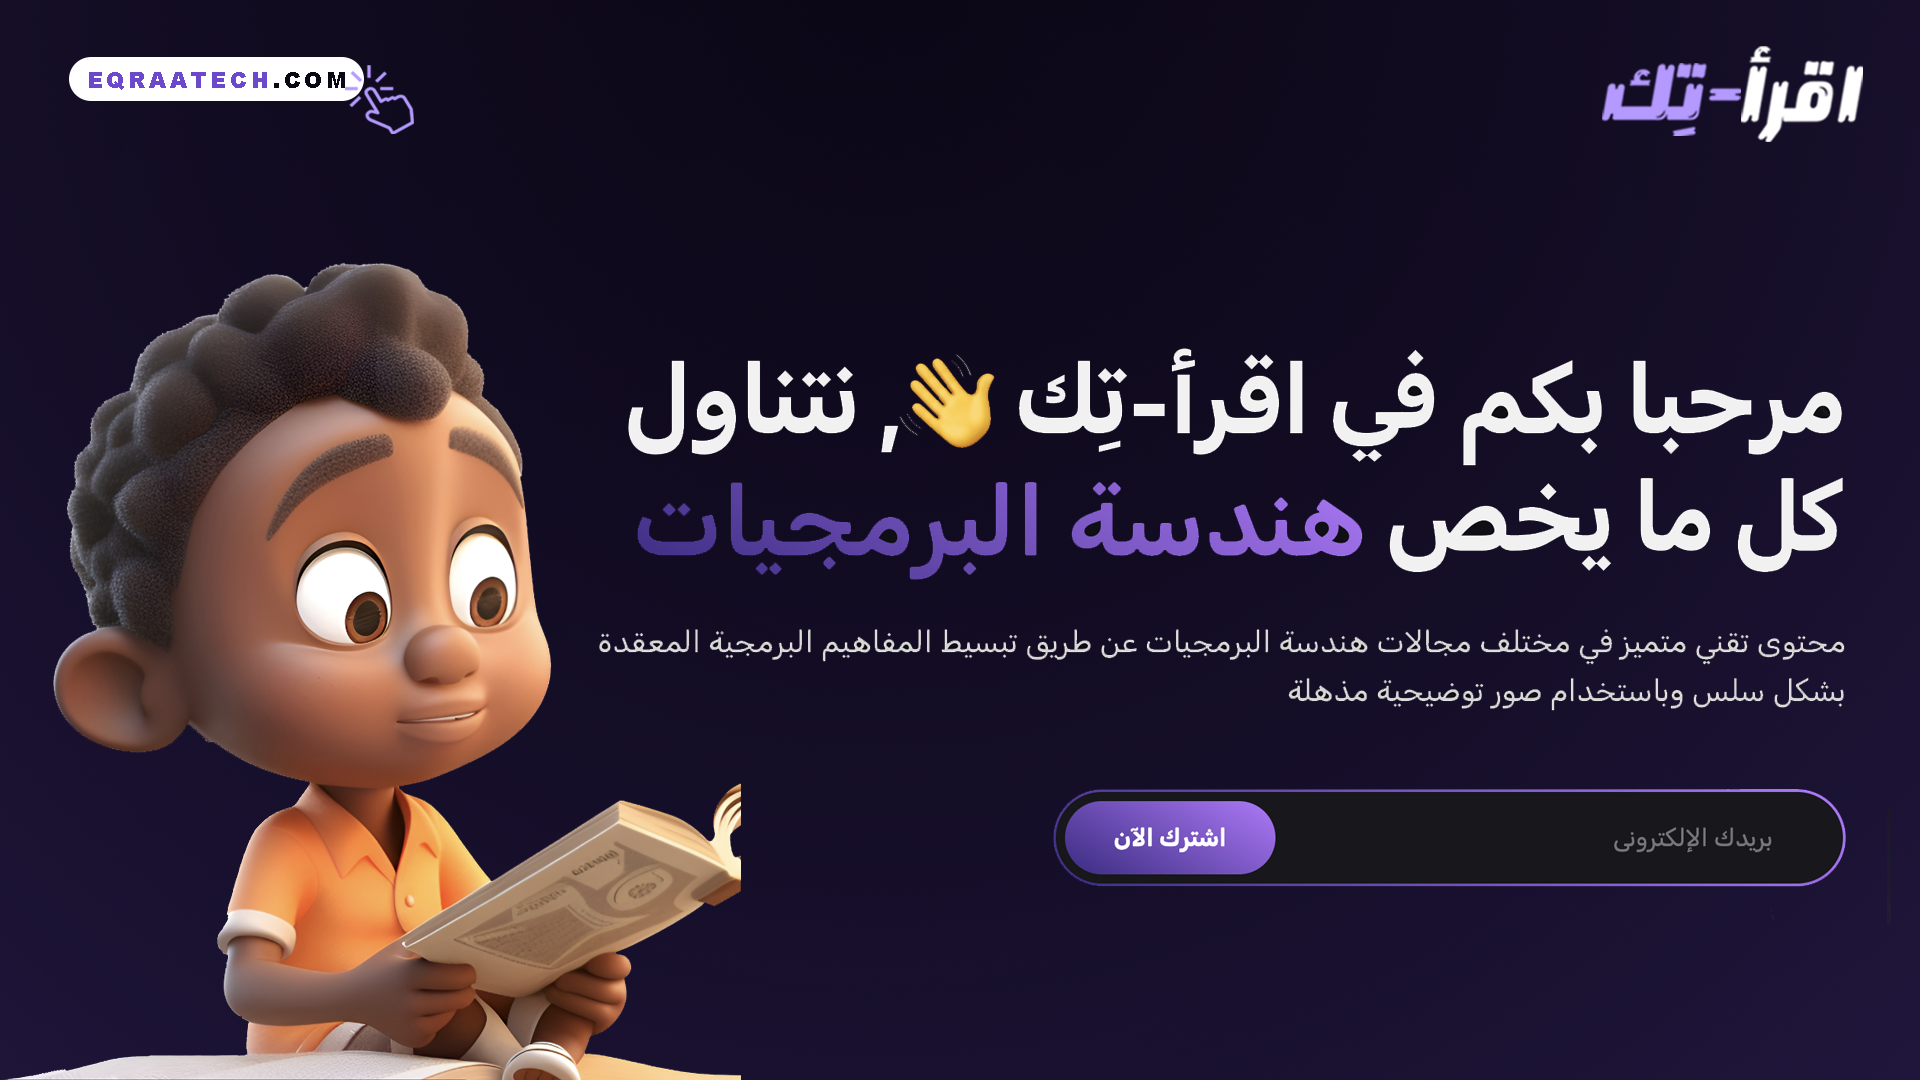 اقرأ-تِك
EQRAATECH.COM
مرحبا بكم في اقرأ-تِك 👋, نتناول
كل ما يخص هندسة البرمجيات
محتوى تقني متميز في مختلف مجالات هندسة البرمجيات عن طريق تبسيط المفاهيم البرمجية المعقدة
بشكل سلس وباستخدام صور توضيحية مذهلة
بريدك الإلكترونى
اشترك الآن